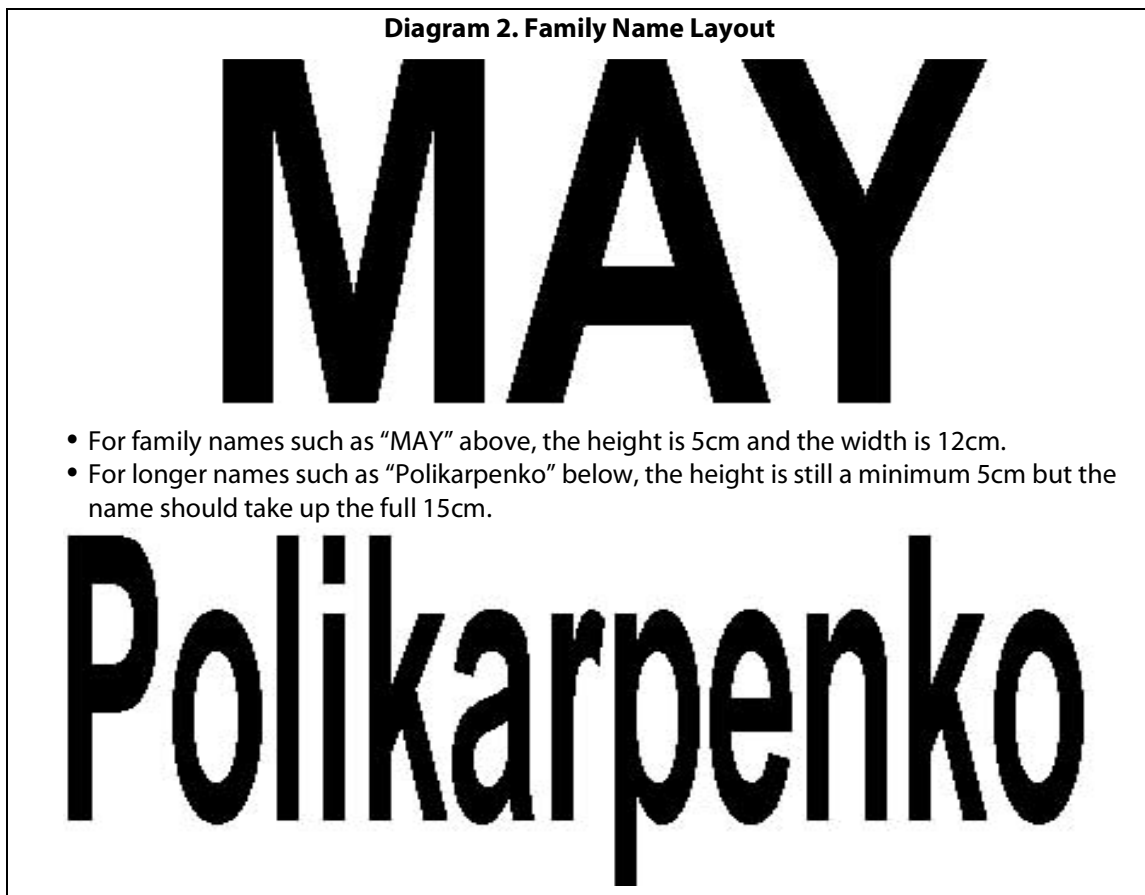 Diagram 2. Family Name Layout
MAY
• For family names such as “MAY” above, the height is 5cm and the width is 12cm.
• For longer names such as “Polikarpenko” below, the height is still a minimum 5cm but the
name should take up the full 15cm.
Polikarpenko